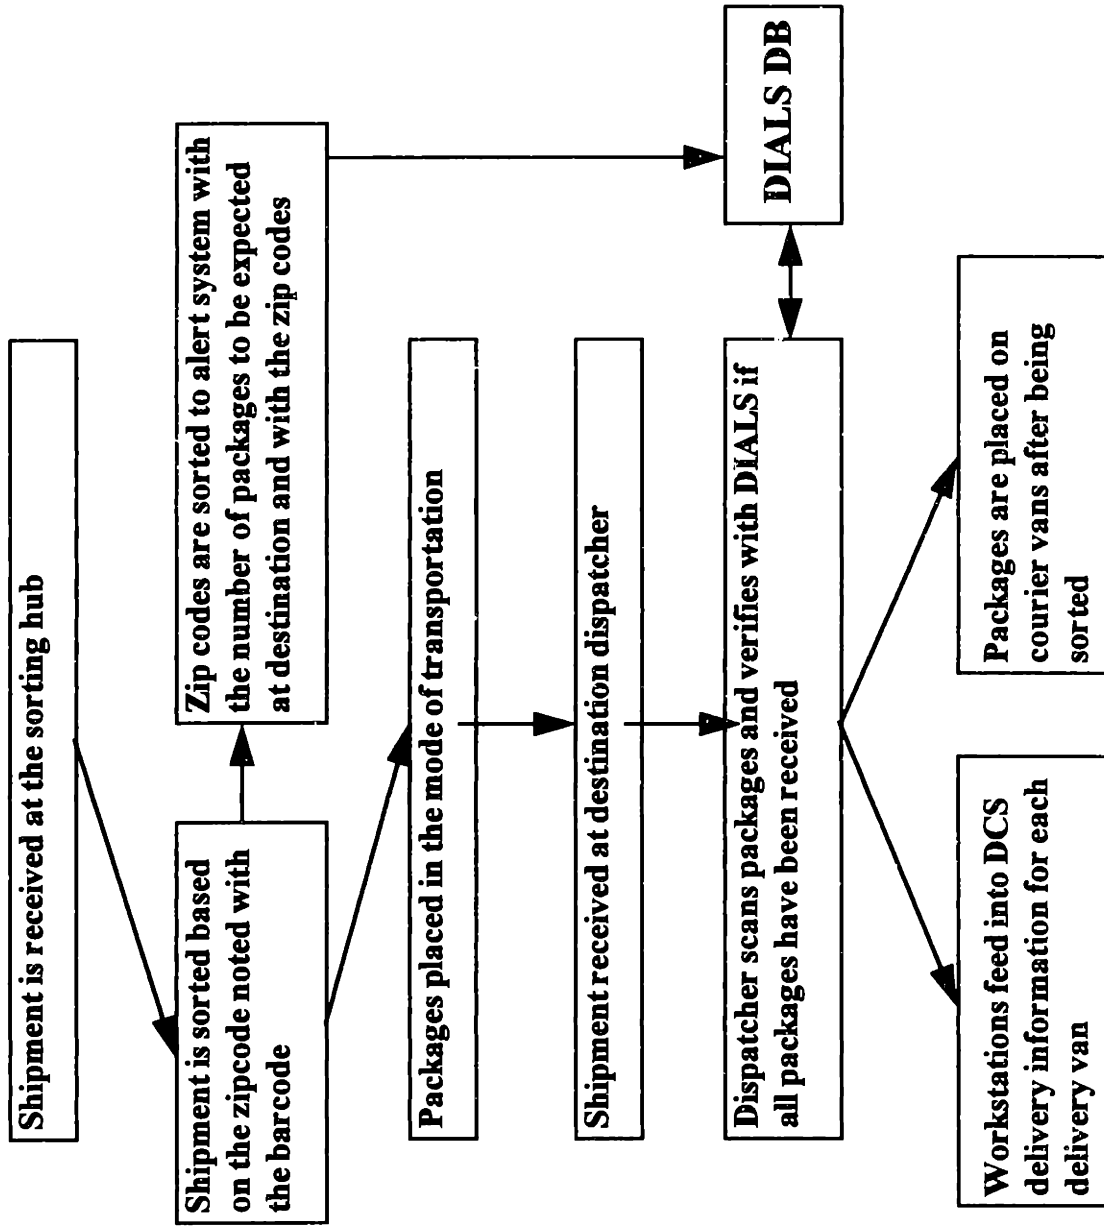 Shipment is received at the sorting hub
Shipment is sorted based
on the zipcode noted with
the barcode
Zip codes are sorted to alert system with
the number of packages to be expected
at destination and with the zip codes
Packages placed in the mode of transportation
Shipment received at destination dispatcher
Dispatcher scans packages and verifies with DIALS if
all packages have been received
DIALS DB
Workstations feed into DCS
delivery information for each
delivery van
Packages are placed on
courier vans after being
sorted